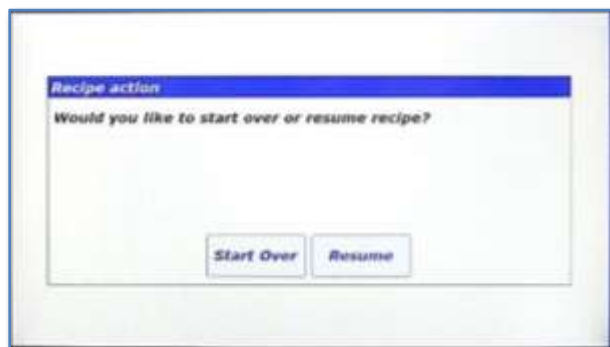 Recipe action
Would you like to start over or resume recipe?
Start Over
Resume